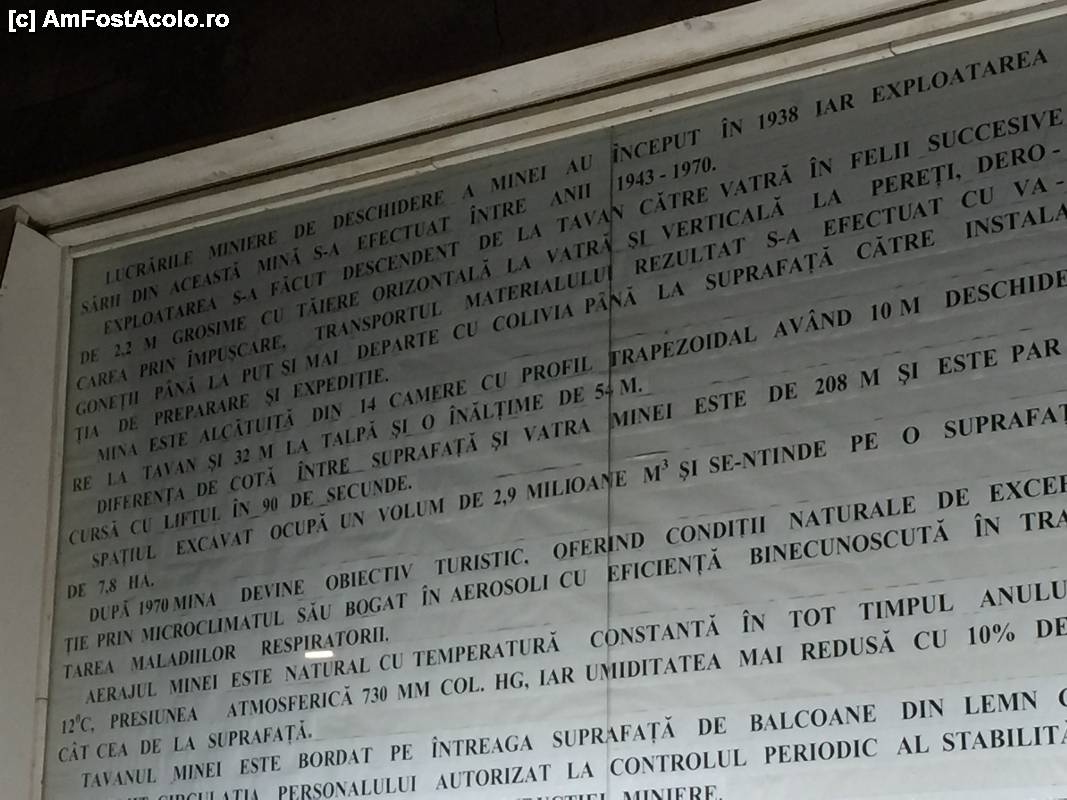 [c] AmFostAcolo.ro
LUCRĂRILE MINIERE DE DESCHIDERE A MINEI AU ÎNCEPUT ÎN 1938 IAR EXPLOATAREA
SĂRII DIN ACEASTĂ MINĂ S-A EFECTUAT ÎNTRE ANII 1943 - 1970.
EXPLOATAREA S-A FĂCUT DESCENDENT DE LA TAVAN CĂTRE VATRĂ ÎN FELII SUCCESIVE
DE 2,2 M GROSIME CU TĂIERE ORIZONTALĂ LA VATRĂ ŞI VERTICALĂ LA PEREŢI, DERO -
CAREA PRIN ÎMPUŞCARE, TRANSPORTUL MATERIALULUI REZULTAT S-A EFECTUAT CU VA -
GONEŢII PÂNĂ LA PUT SI MAI DEPARTE CU COLIVIA PÂNĂ LA SUPRAFAŢĂ CĂTRE INSTALA
ŢIA DE PREPARARE ŞI EXPEDIŢIE.
MINA ESTE ALCĂTUITĂ DIN 14 CAMERE CU PROFIL TRAPEZOIDAL AVÂND 10 M DESCHIDE
RE LA TAVAN ŞI 32 M LA TALPĂ ŞI O ÎNĂLŢIME DE 54 M.
DIFERENŢA DE COTĂ ÎNTRE SUPRAFAŢĂ ŞI VATRA MINEI ESTE DE 208 M ŞI ESTE PAR
CURSĂ CU LIFTUL ÎN 90 DE SECUNDE.
SPAŢIUL EXCAVAT OCUPĂ UN VOLUM DE 2,9 MILIOANE M³ ŞI SE-NTINDE PE O SUPRAFAŢ
DE 7,8 HA.
DUPĂ 1970 MINA DEVINE OBIECTIV TURISTIC, OFERIND CONDIŢII NATURALE DE EXCEP
ŢIE PRIN MICROCLIMATUL SĂU BOGAT ÎN AEROSOLI CU EFICIENŢĂ BINECUNOSCUTĂ ÎN TRA
TAREA MALADIILOR RESPIRATORII.
AERAJUL MINEI ESTE NATURAL CU TEMPERATURĂ CONSTANTĂ ÎN TOT TIMPUL ANULU
12⁰C, PRESIUNEA ATMOSFERICĂ 730 MM COL. HG, IAR UMIDITATEA MAI REDUSĂ CU 10% DE
CÂT CEA DE LA SUPRAFAŢĂ.
TAVANUL MINEI ESTE BORDAT PE ÎNTREAGA SUPRAFAŢĂ DE BALCOANE DIN LEMN C
CIRCULAŢIA PERSONALULUI AUTORIZAT LA CONTROLUL PERIODIC AL STABILITĂ
MINIERE.